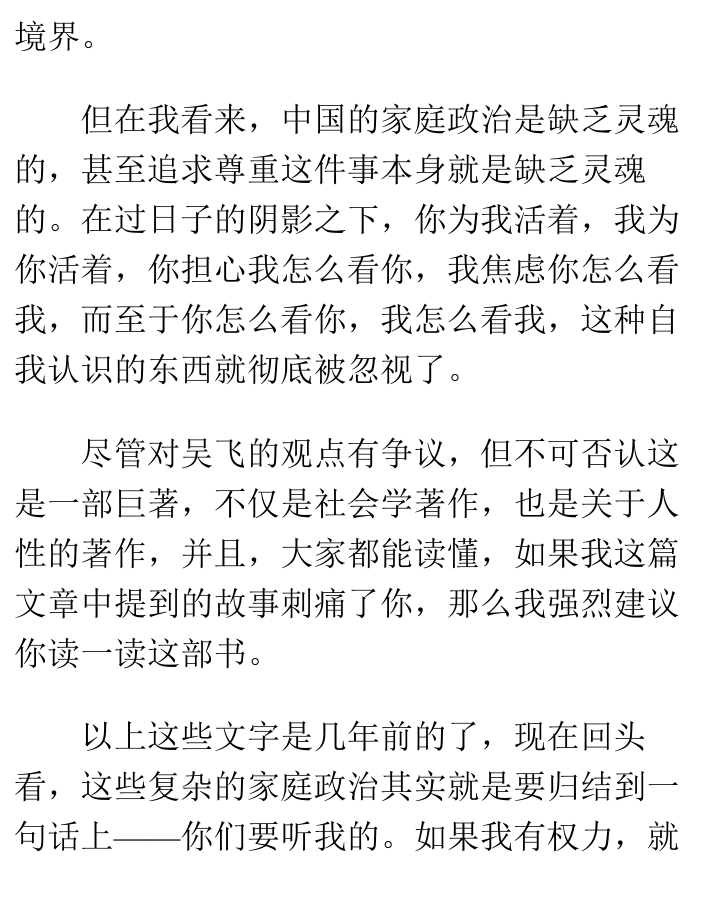 境界。
但在我看来，中国的家庭政治是缺乏灵魂
的，甚至追求尊重这件事本身就是缺乏灵魂
的。在过日子的阴影之下，你为我活着，我为
你活着，你担心我怎么看你，我焦虑你怎么看
我，而至于你怎么看你，我怎么看我，这种自
我认识的东西就彻底被忽视了。
尽管对吴飞的观点有争议，但不可否认这
是一部巨著，不仅是社会学著作，也是关于人
性的著作，并且，大家都能读懂，如果我这篇
文章中提到的故事刺痛了你，那么我强烈建议
你读一读这部书。
以上这些文字是几年前的了，现在回头
看，这些复杂的家庭政治其实就是要归结到一
句话上——你们要听我的。如果我有权力，就